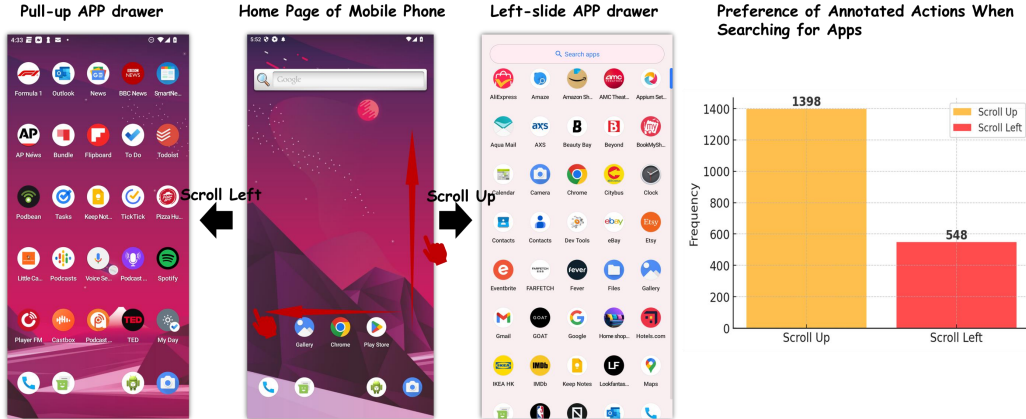 Pull-up APP drawer
4:33
Formula 1 Outlook News BBC News SmartNe...
AP News Bundle Flipboard To Do Todoist
Podbean Tasks Keep Not... TickTick Pizza Hu...
Little Ca... Podcasts Voice Se... Podcast ... Spotify
Player FM Castbox Podcast ... TED My Day
Scroll Left
Home Page of Mobile Phone
5:52
Google
Gallery Chrome Play Store
Scroll Up
Left-slide APP drawer
Search apps
AliExpress Amaze Amazon Sh.. AMC Theat.. Appium Set..
Aqua Mail AXS Beauty Bay Beyond BookMySh..
Calendar Camera Chrome Citybus Clock
Contacts Contacts Dev Tools eBay Etsy
Eventbrite FARFETCH Fever Files Gallery
Gmail GOAT Google Home shop.. Hotels.com
IKEA HK IMDb Keep Notes Lookfantas.. Maps
Preference of Annotated Actions When
Searching for Apps
Frequency
1400
1200
1000
800
600
400
200
0
1398
548
Scroll Up
Scroll Left
Scroll Up
Scroll Left